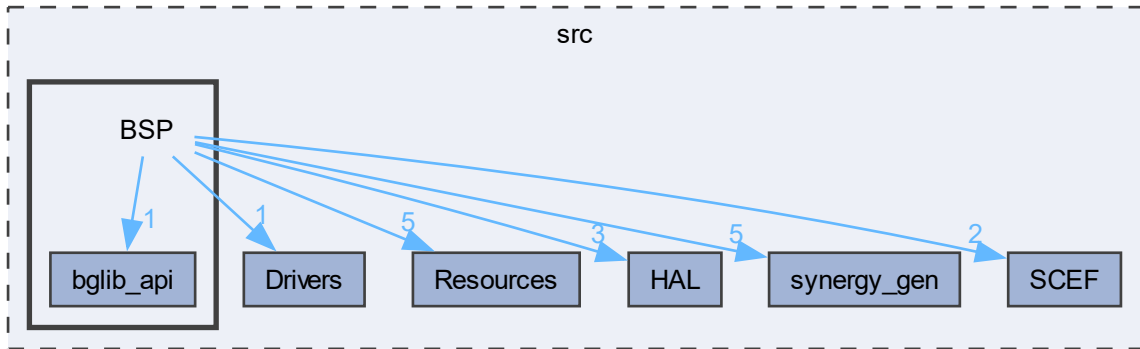 src
BSP
1
1
5
3
5
2
bglib_api
Drivers
Resources
HAL
synergy_gen
SCEF